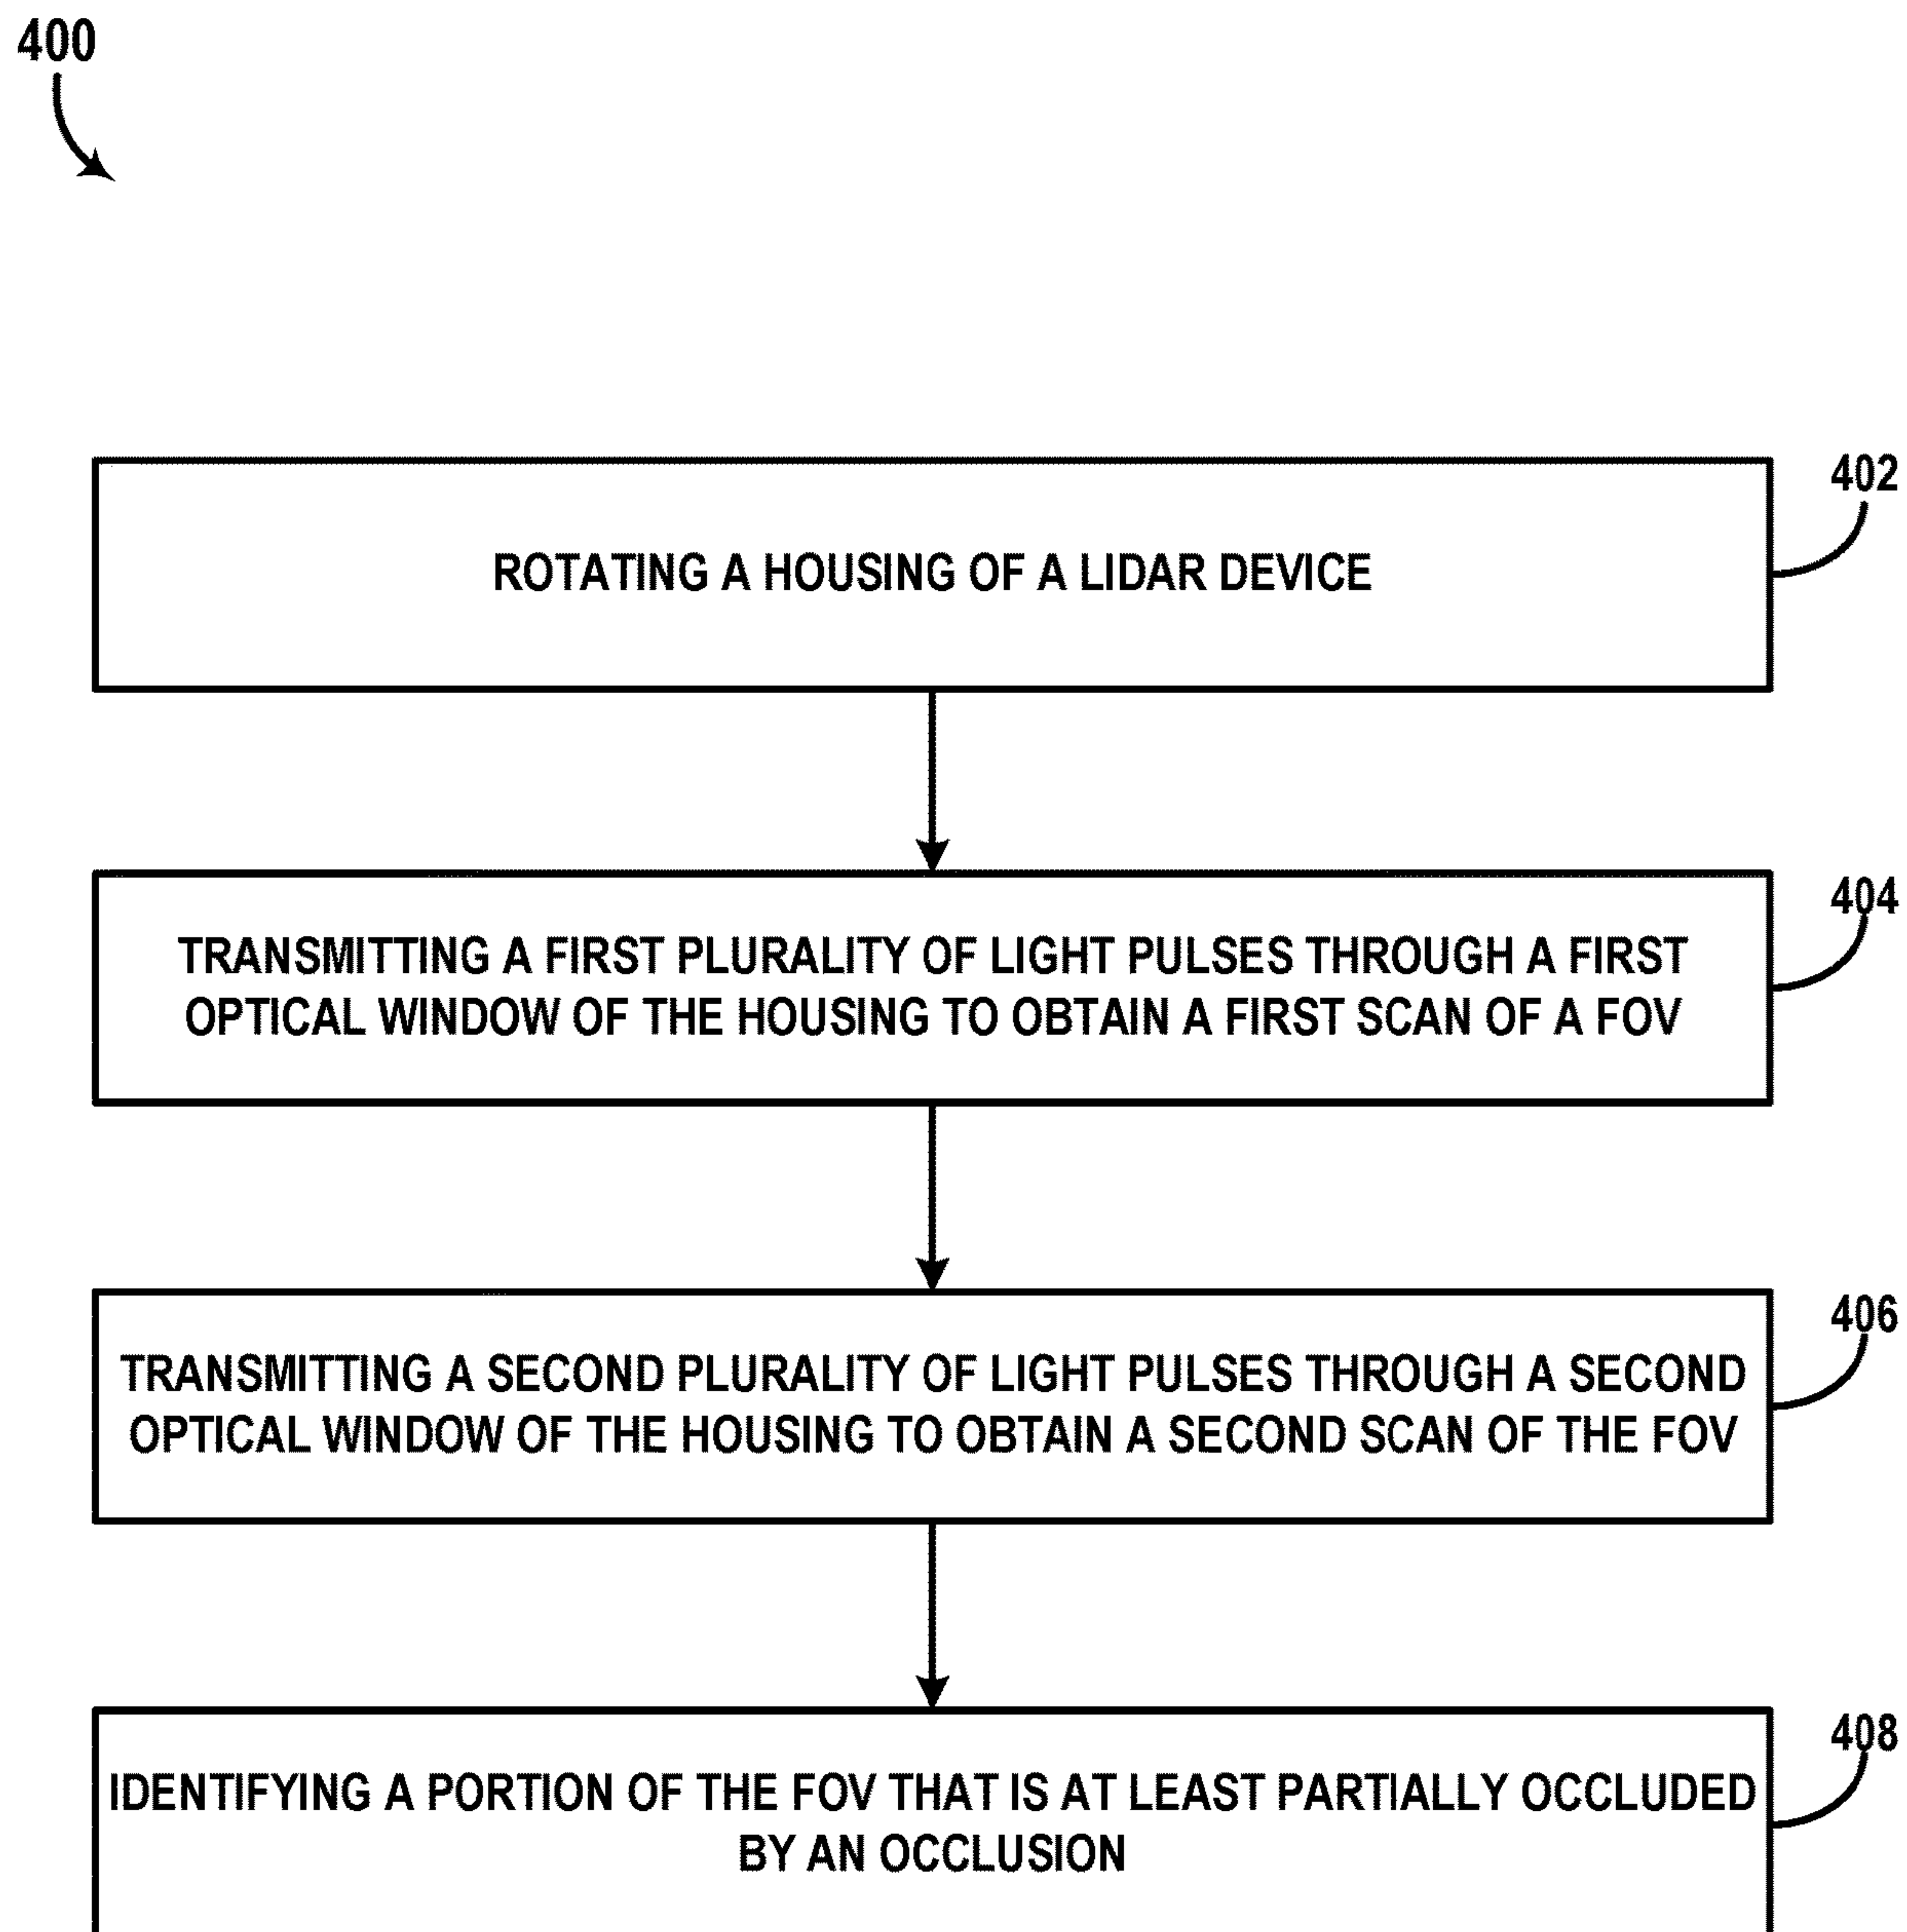 400
402
ROTATING A HOUSING OF A LIDAR DEVICE
404
TRANSMITTING A FIRST PLURALITY OF LIGHT PULSES THROUGH A FIRST
OPTICAL WINDOW OF THE HOUSING TO OBTAIN A FIRST SCAN OF A FOV
406
TRANSMITTING A SECOND PLURALITY OF LIGHT PULSES THROUGH A SECOND
OPTICAL WINDOW OF THE HOUSING TO OBTAIN A SECOND SCAN OF THE FOV
408
IDENTIFYING A PORTION OF THE FOV THAT IS AT LEAST PARTIALLY OCCLUDED
BY AN OCCLUSION